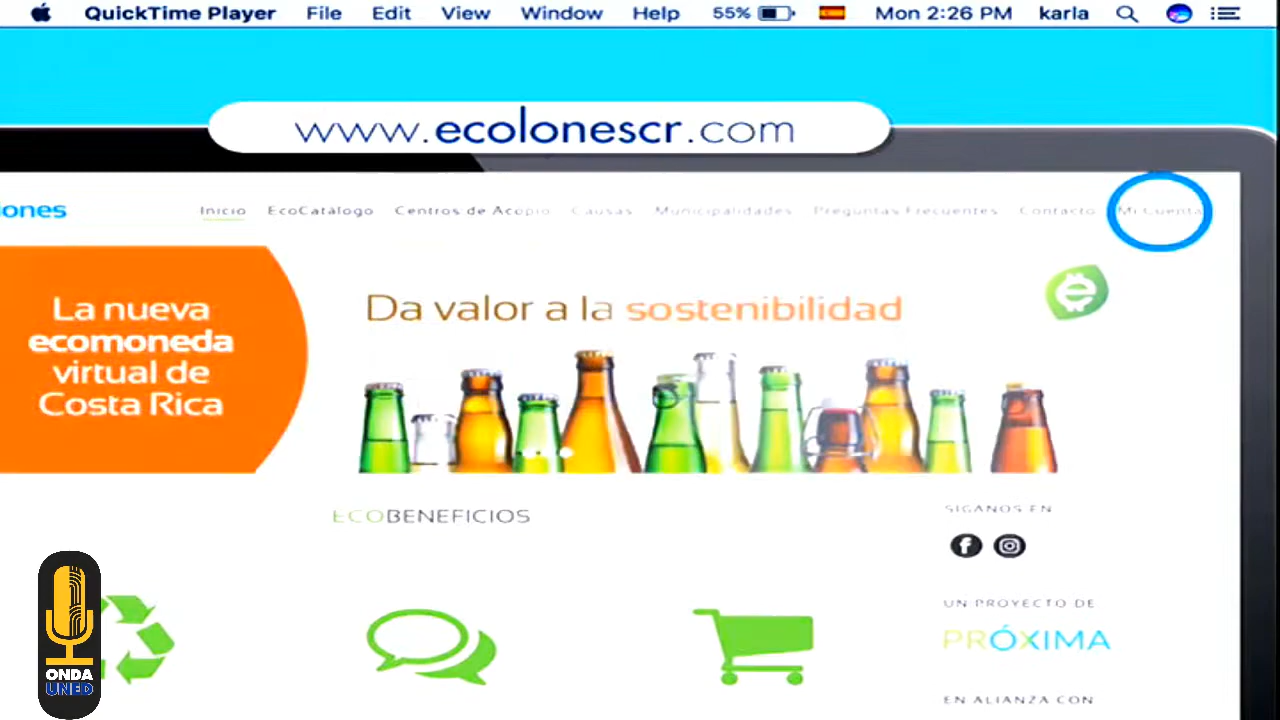 QuickTime Player File Edit View Window Help 55% Mon 2:26 PM karla
www.ecolonescr.com
lones Inicio EcoCatálogo Centros de Acopio Causas Municipalidades Preguntas Frecuentes Contacto Mi Cuenta
La nueva
ecomoneda
virtual de
Costa Rica
Da valor a la sostenibilidad
ECOBENEFICIOS
SIGANOS EN
UN PROYECTO DE
PRÓXIMA
EN ALIANZA CON
ONDA
UNED